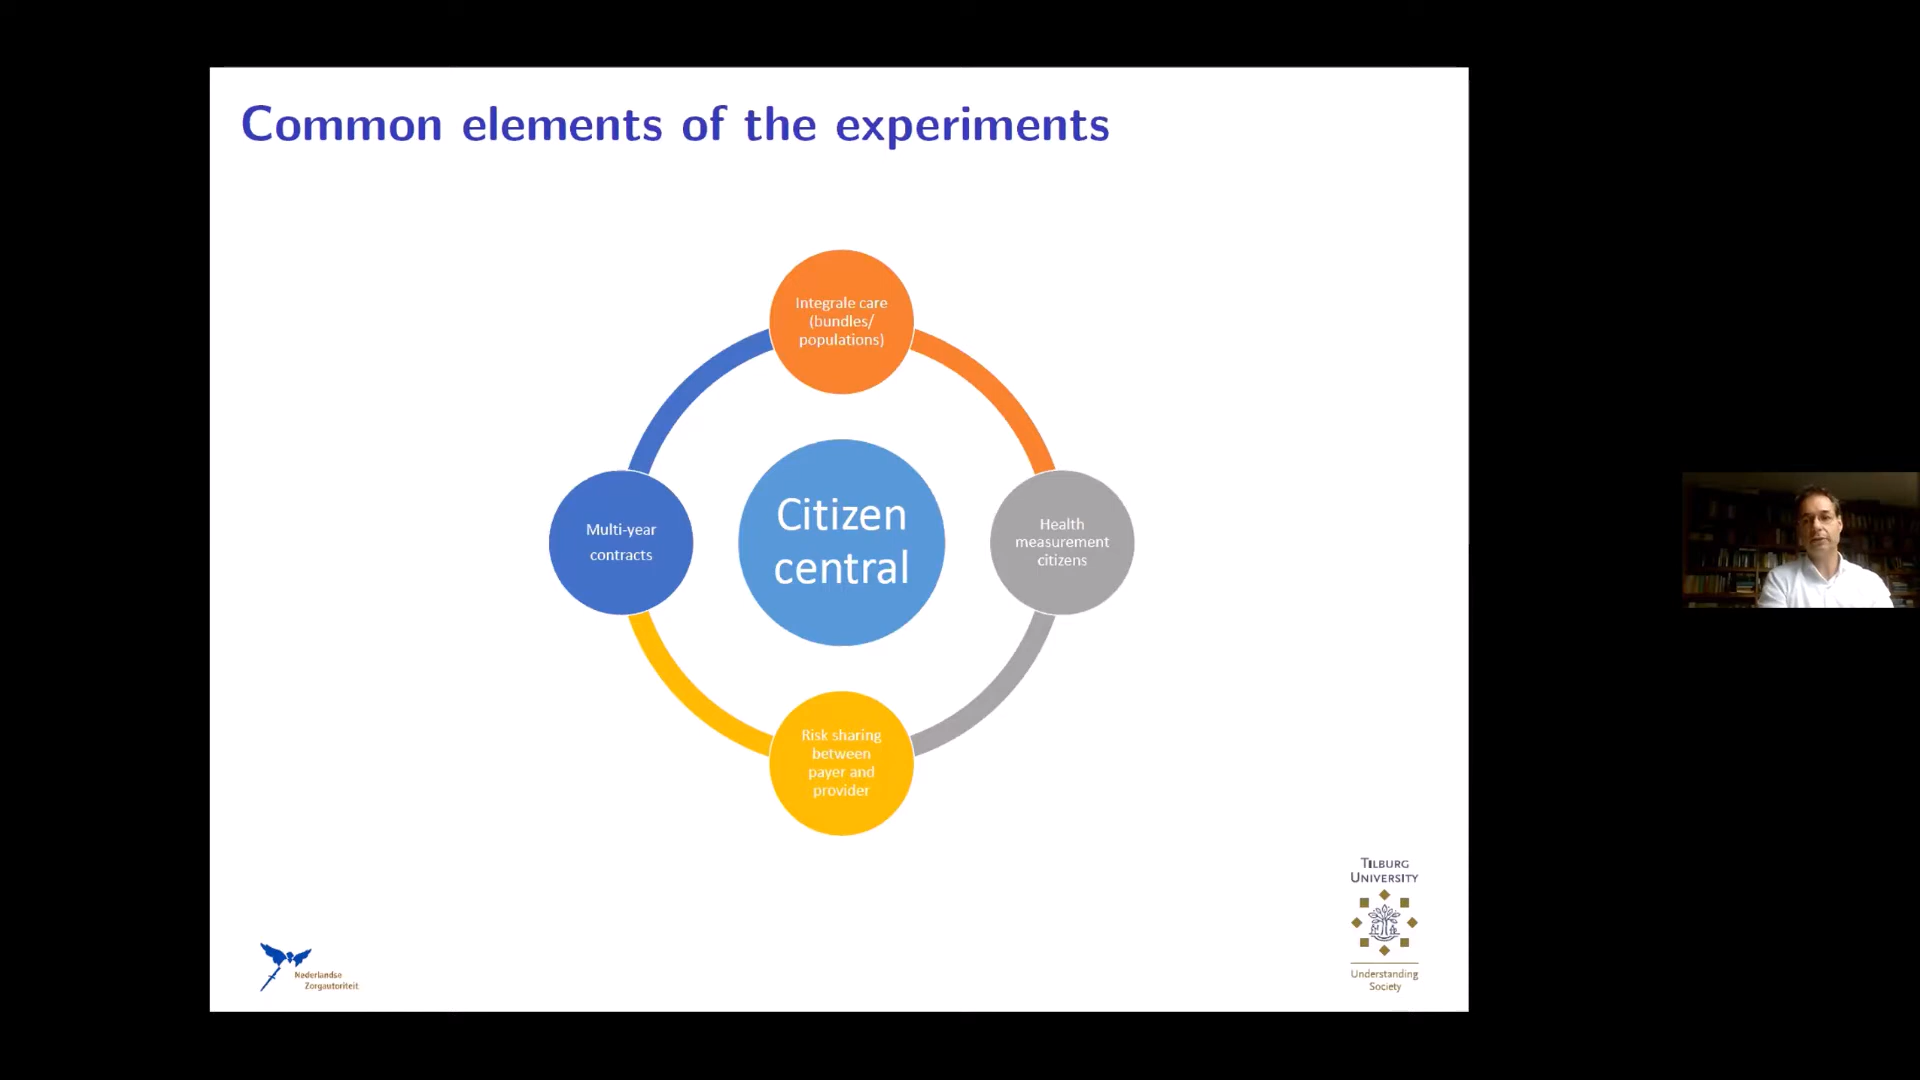 Common elements of the experiments
Integrale care
(bundles/
populations)
Multi-year
contracts
Citizen
central
Health
measurement
citizens
Risk sharing
between
payer and
provider
Nederlandse
Zorgautoriteit
TILBURG
UNIVERSITY
Understanding
Society